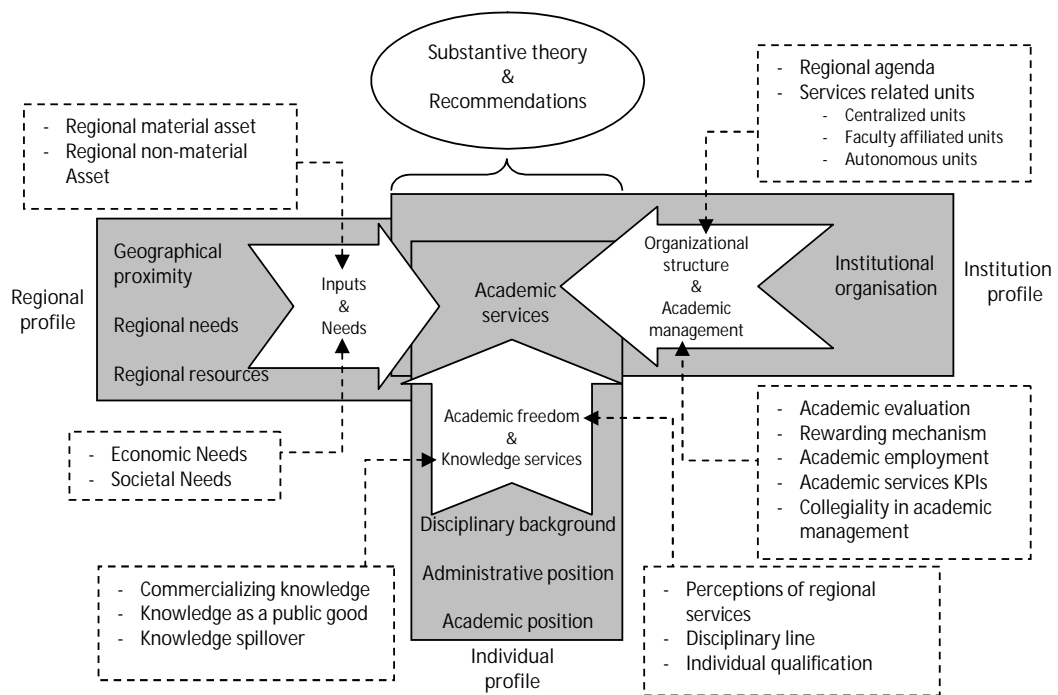 Substantive theory
&
Recommendations
- Regional agenda
- Services related units
- Centralized units
- Faculty affiliated units
- Autonomous units
- Regional material asset
- Regional non-material
Asset
Regional
profile
Geographical
proximity
Regional needs
Regional resources
Inputs
&
Needs
Academic
services
Organizational
structure
&
Academic
management
Institutional
organisation
Institution
profile
- Economic Needs
- Societal Needs
Academic freedom
&
Knowledge services
- Academic evaluation
- Rewarding mechanism
- Academic employment
- Academic services KPIs
- Collegiality in academic
management
Disciplinary background
Administrative position
Academic position
- Commercializing knowledge
- Knowledge as a public good
- Knowledge spillover
- Perceptions of regional
services
- Disciplinary line
- Individual qualification
Individual
profile